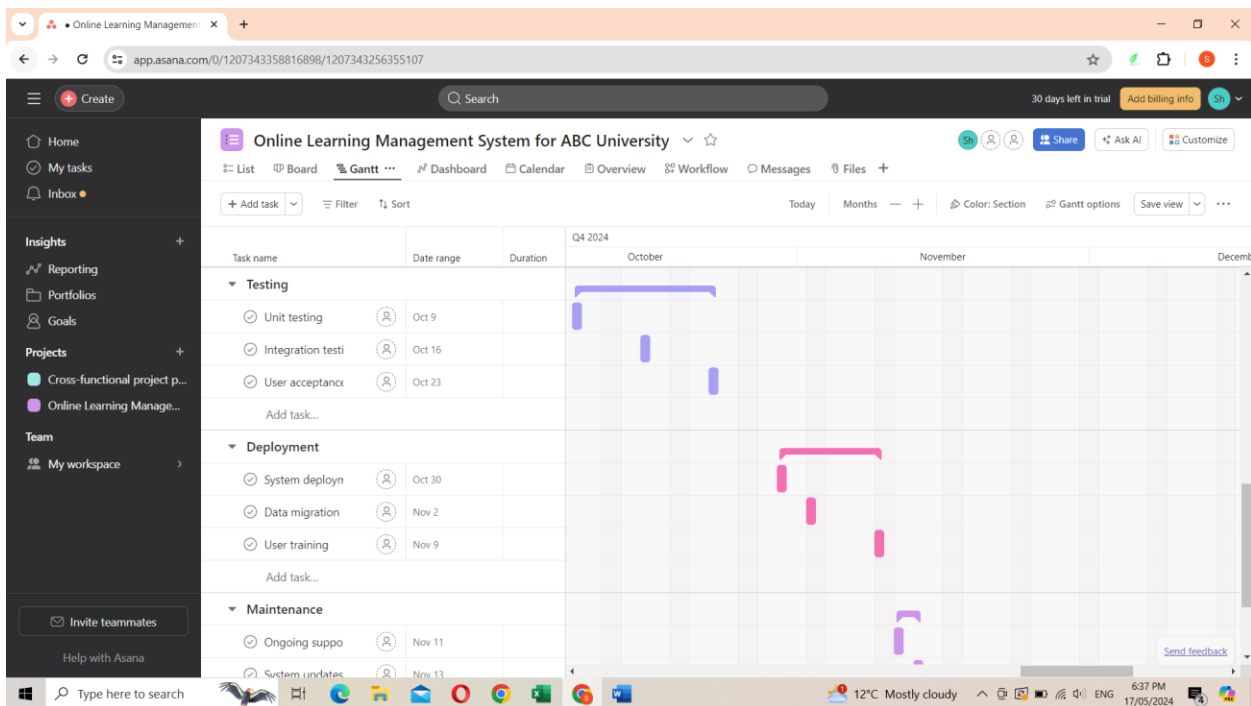 • Online Learning Management
app.asana.com/0/1207343358816898/1207343256355107
S
Create
Search
30 days left in trial
Add billing info
Sh
Home
My tasks
Inbox
Insights
Reporting
Portfolios
Goals
Projects
Cross-functional project p...
Online Learning Manage...
Team
My workspace
Invite teammates
Help with Asana
Online Learning Management System for ABC University
Sh
Share
Ask AI
Customize
List Board Gantt ... Dashboard Calendar Overview Workflow Messages Files +
+ Add task Filter Sort Today Months — + Color: Section Gantt options Save view ...
Q4 2024
Task name Date range Duration October November Decemb
Testing
Unit testing Oct 9
Integration testi Oct 16
User acceptance Oct 23
Add task...
Deployment
System deployn Oct 30
Data migration Nov 2
User training Nov 9
Add task...
Maintenance
Ongoing suppo Nov 11
System updates Nov 13
Send feedback
Type here to search
12°C Mostly cloudy
ENG
6:37 PM
17/05/2024